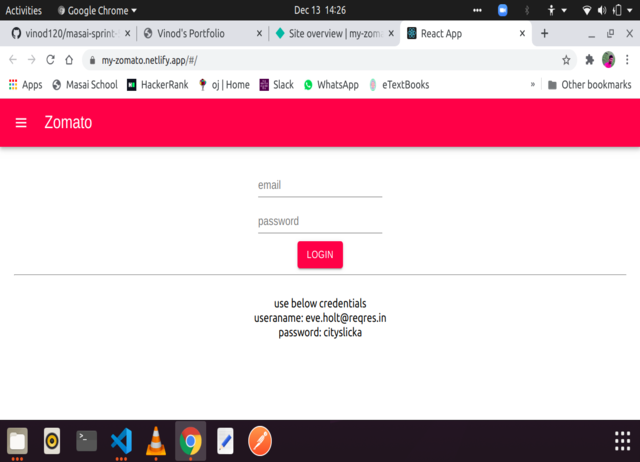 Activities
Google Chrome
Dec 13 14:26
vinod120/masai-sprint-
Vinod's Portfolio
Site overview | my-zoma
React App
my-zomato.netlify.app/#/
Apps
Masai School
HackerRank
oj | Home
Slack
WhatsApp
eTextBooks
»
Other bookmarks
Zomato
email
password
LOGIN
use below credentials
useraname: eve.holt@reqres.in
password: cityslicka